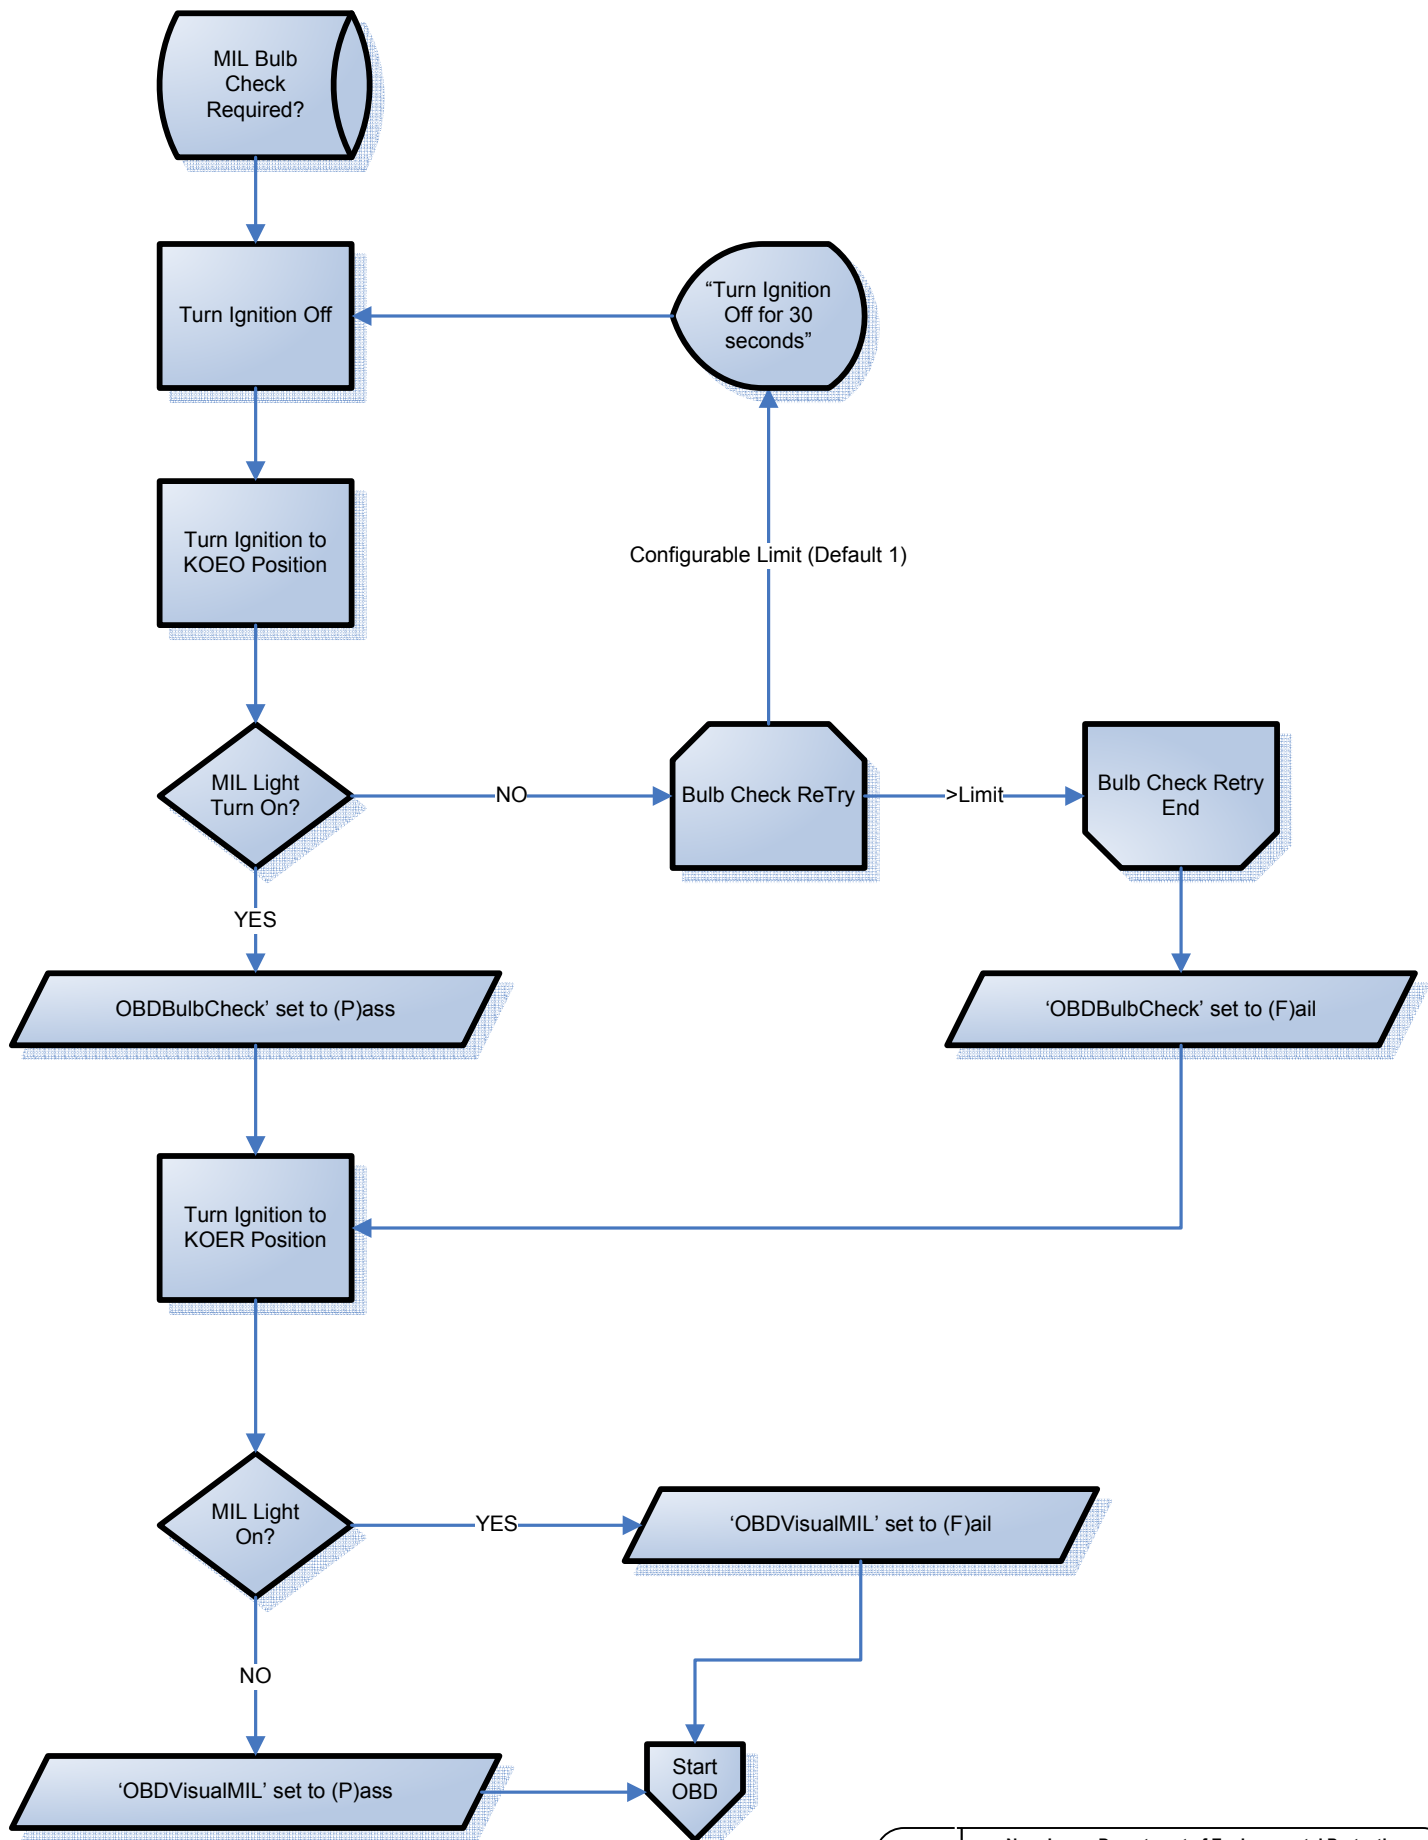 MIL Bulb
Check
Required?
Turn Ignition Off
“Turn Ignition
Off for 30
seconds”
Turn Ignition to
KOEO Position
Configurable Limit (Default 1)
MIL Light
Turn On?
NO
Bulb Check ReTry
>Limit
Bulb Check Retry
End
YES
OBDBulbCheck’ set to (P)ass
‘OBDBulbCheck’ set to (F)ail
Turn Ignition to
KOER Position
MIL Light
On?
YES
‘OBDVisualMIL’ set to (F)ail
NO
‘OBDVisualMIL’ set to (P)ass
Start
OBD